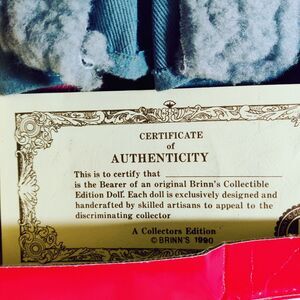 CERTIFICATE
of
AUTHENTICITY
This is to certify that
is the Bearer of an original Brinn's Collectible
Edition Doll. Each doll is exclusively designed and
handcrafted by skilled artisans to appeal to the
discriminating collector
A Collectors Edition
© BRINN'S 1990